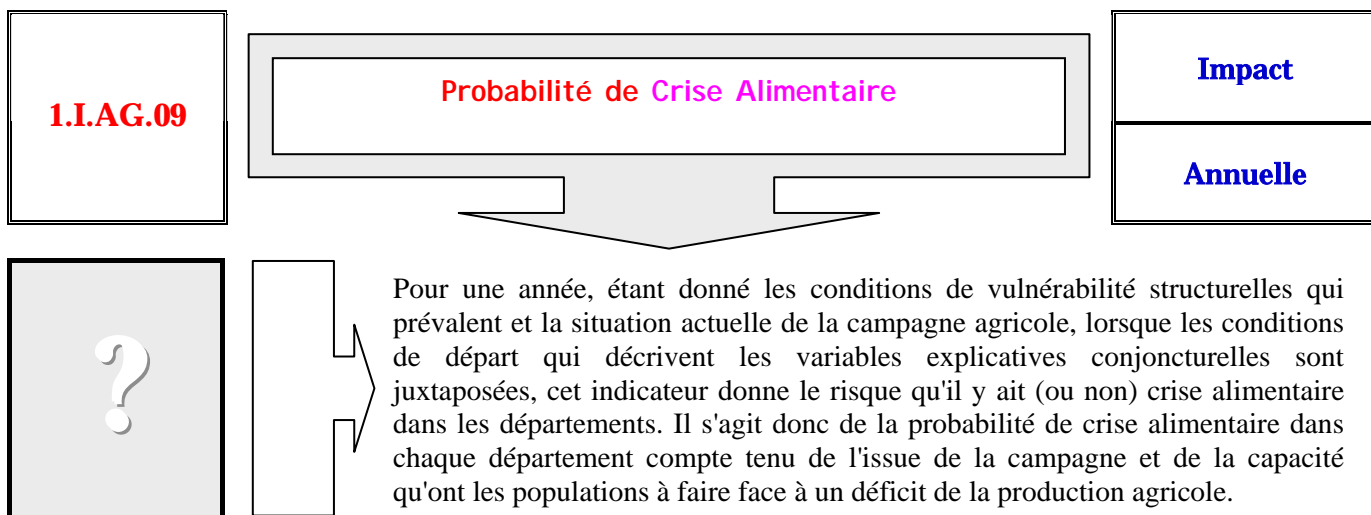 1.I.AG.09
Probabilité de Crise Alimentaire
Impact
Annuelle
?
Pour une année, étant donné les conditions de vulnérabilité structurelles qui
prévalent et la situation actuelle de la campagne agricole, lorsque les conditions
de départ qui décrivent les variables explicatives conjoncturelles sont
juxtaposées, cet indicateur donne le risque qu'il y ait (ou non) crise alimentaire
dans les départements. Il s'agit donc de la probabilité de crise alimentaire dans
chaque département compte tenu de l'issue de la campagne et de la capacité
qu'ont les populations à faire face à un déficit de la production agricole.